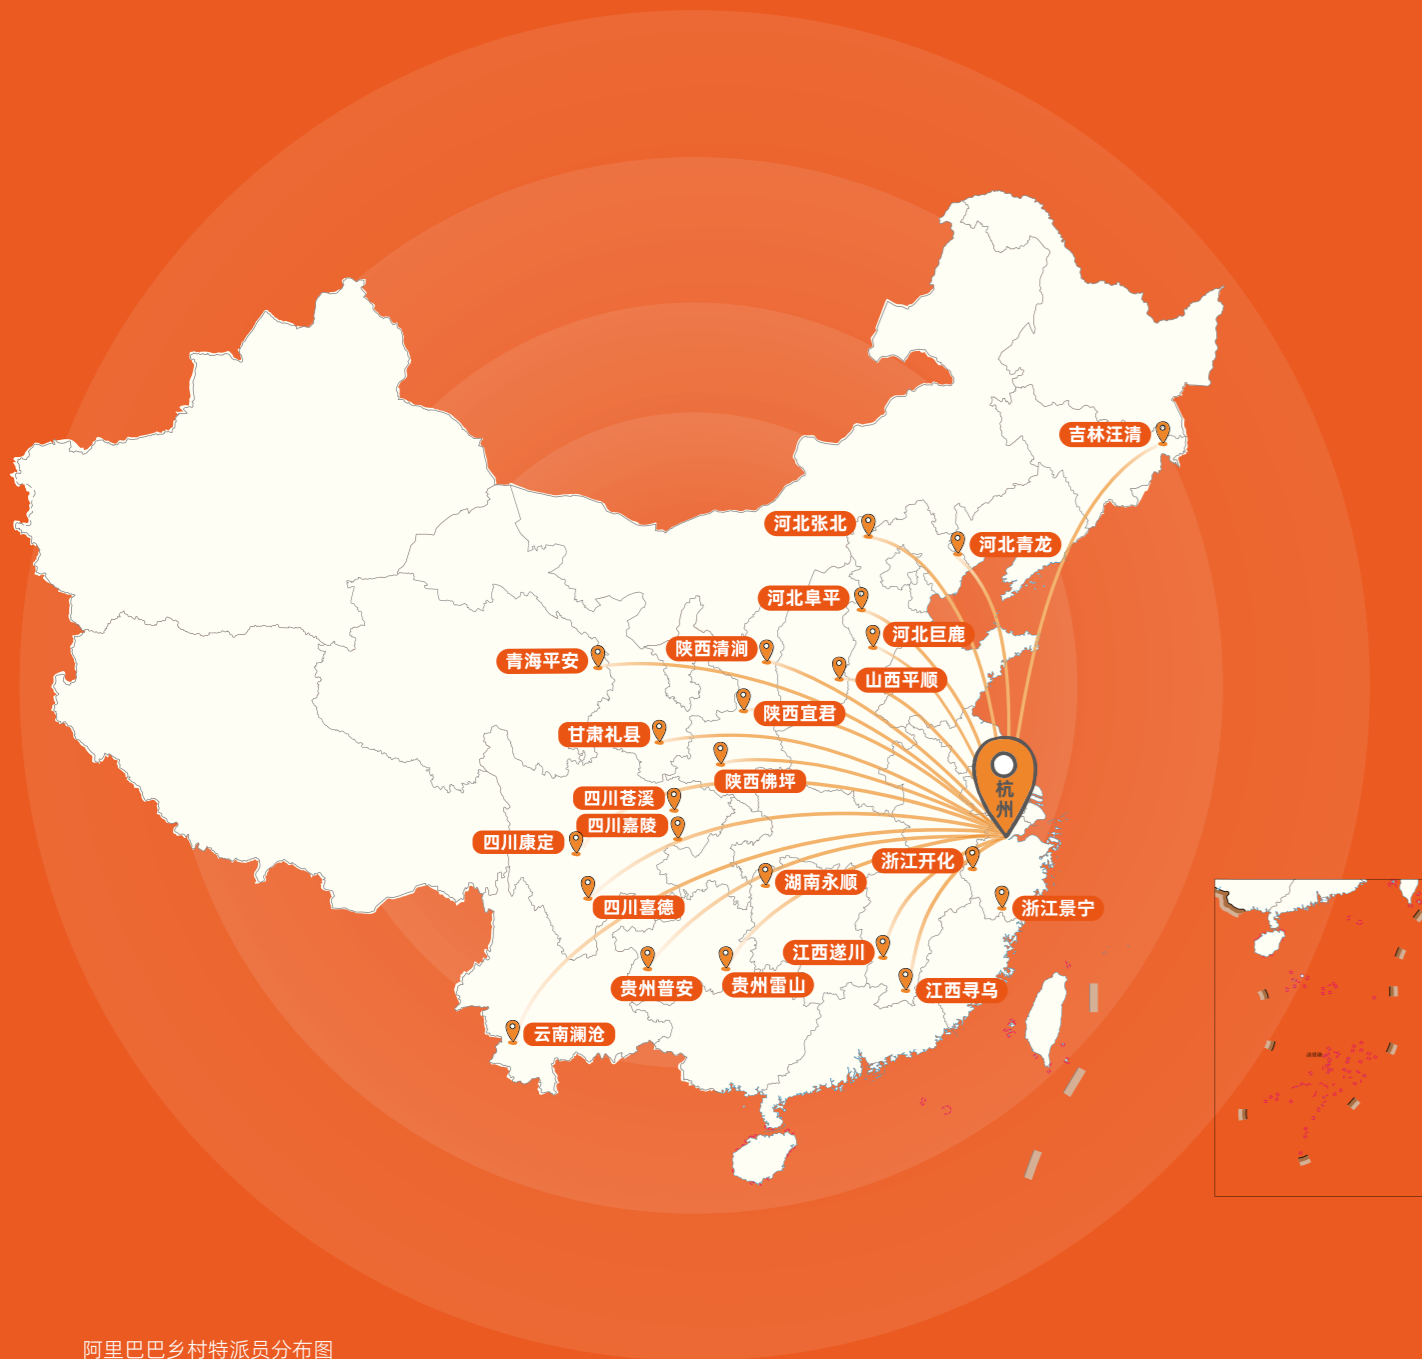 吉林汪清
河北张北
河北青龙
河北阜平
河北巨鹿
陕西清涧
青海平安
山西平顺
陕西宜君
甘肃礼县
陕西佛坪
杭州
四川苍溪
四川嘉陵
四川康定
浙江开化
湖南永顺
四川喜德
浙江景宁
江西遂川
贵州普安
贵州雷山
江西寻乌
云南澜沧
阿里巴巴乡村特派员分布图